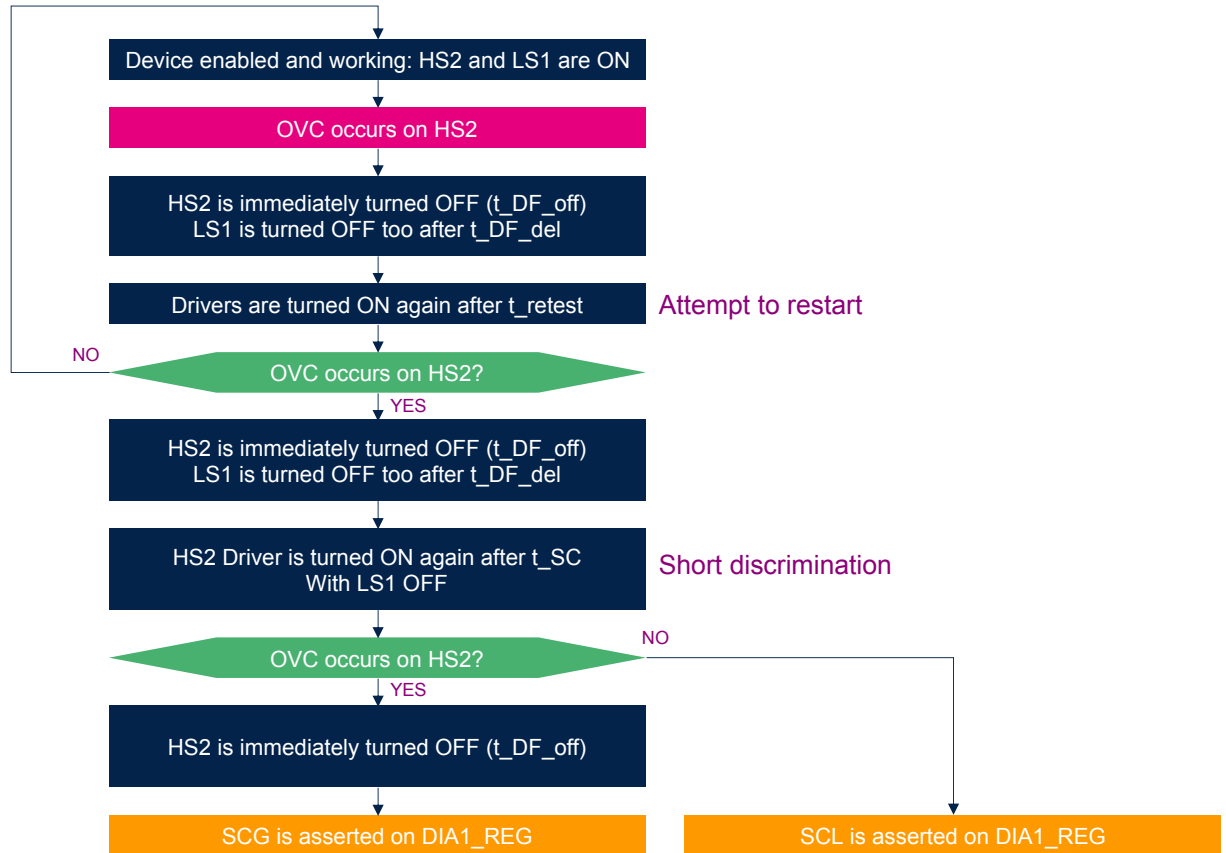 Device enabled and working: HS2 and LS1 are ON
OVC occurs on HS2
HS2 is immediately turned OFF (t_DF_off)
LS1 is turned OFF too after t_DF_del
Drivers are turned ON again after t_retest
Attempt to restart
NO
OVC occurs on HS2?
YES
HS2 is immediately turned OFF (t_DF_off)
LS1 is turned OFF too after t_DF_del
HS2 Driver is turned ON again after t_SC
With LS1 OFF
Short discrimination
OVC occurs on HS2?
NO
YES
HS2 is immediately turned OFF (t_DF_off)
SCG is asserted on DIA1_REG
SCL is asserted on DIA1_REG